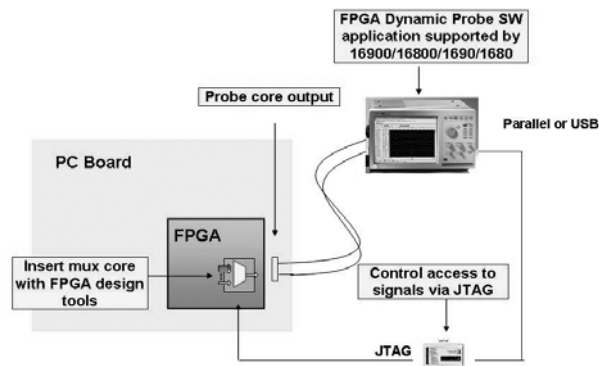 FPGA Dynamic Probe SW
application supported by
16900/16800/1690/1680
Probe core output
Parallel or USB
PC Board
FPGA
Insert mux core
with FPGA design
tools
Control access to
signals via JTAG
JTAG